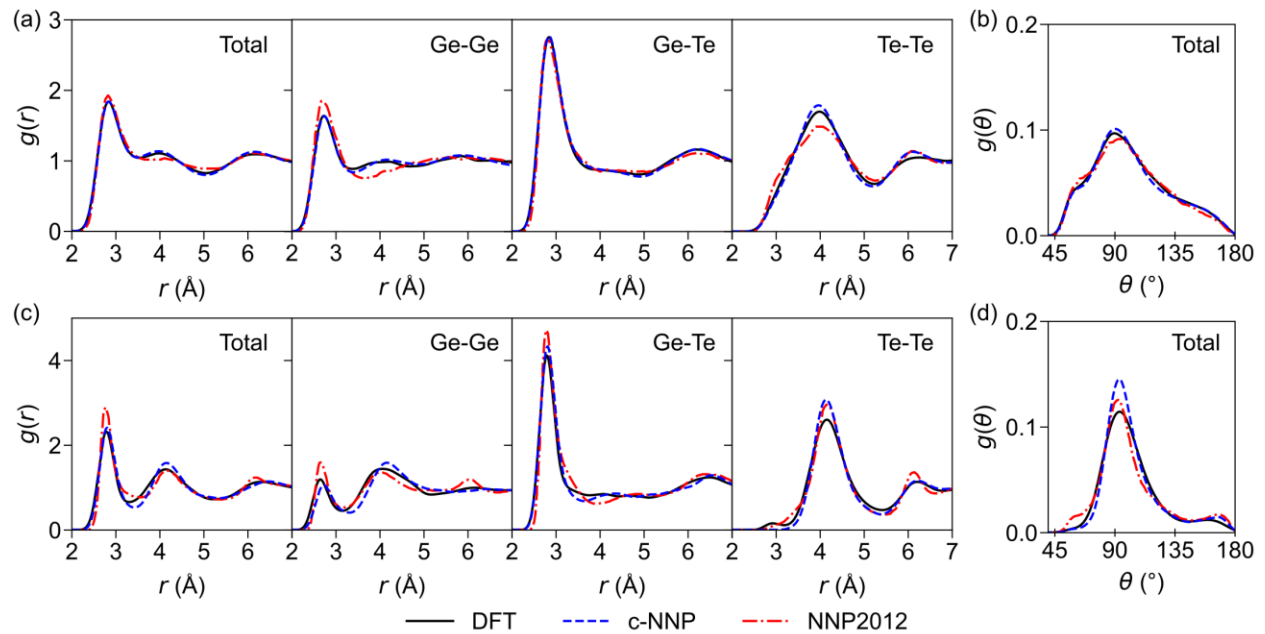 (a)
3
2
1
0
g(r)
Total
Ge-Ge
Ge-Te
Te-Te
2 3 4 5 6 2 3 4 5 6 2 3 4 5 6 2 3 4 5 6 7
r (Å) r (Å) r (Å) r (Å)
(b)
0.2
0.1
0.0
g(θ)
Total
45 90 135 180
θ (°)
(c)
4
2
0
g(r)
Total
Ge-Ge
Ge-Te
Te-Te
2 3 4 5 6 2 3 4 5 6 2 3 4 5 6 2 3 4 5 6 7
r (Å) r (Å) r (Å) r (Å)
(d)
0.2
0.1
0.0
g(θ)
Total
45 90 135 180
θ (°)
DFT c-NNP NNP2012